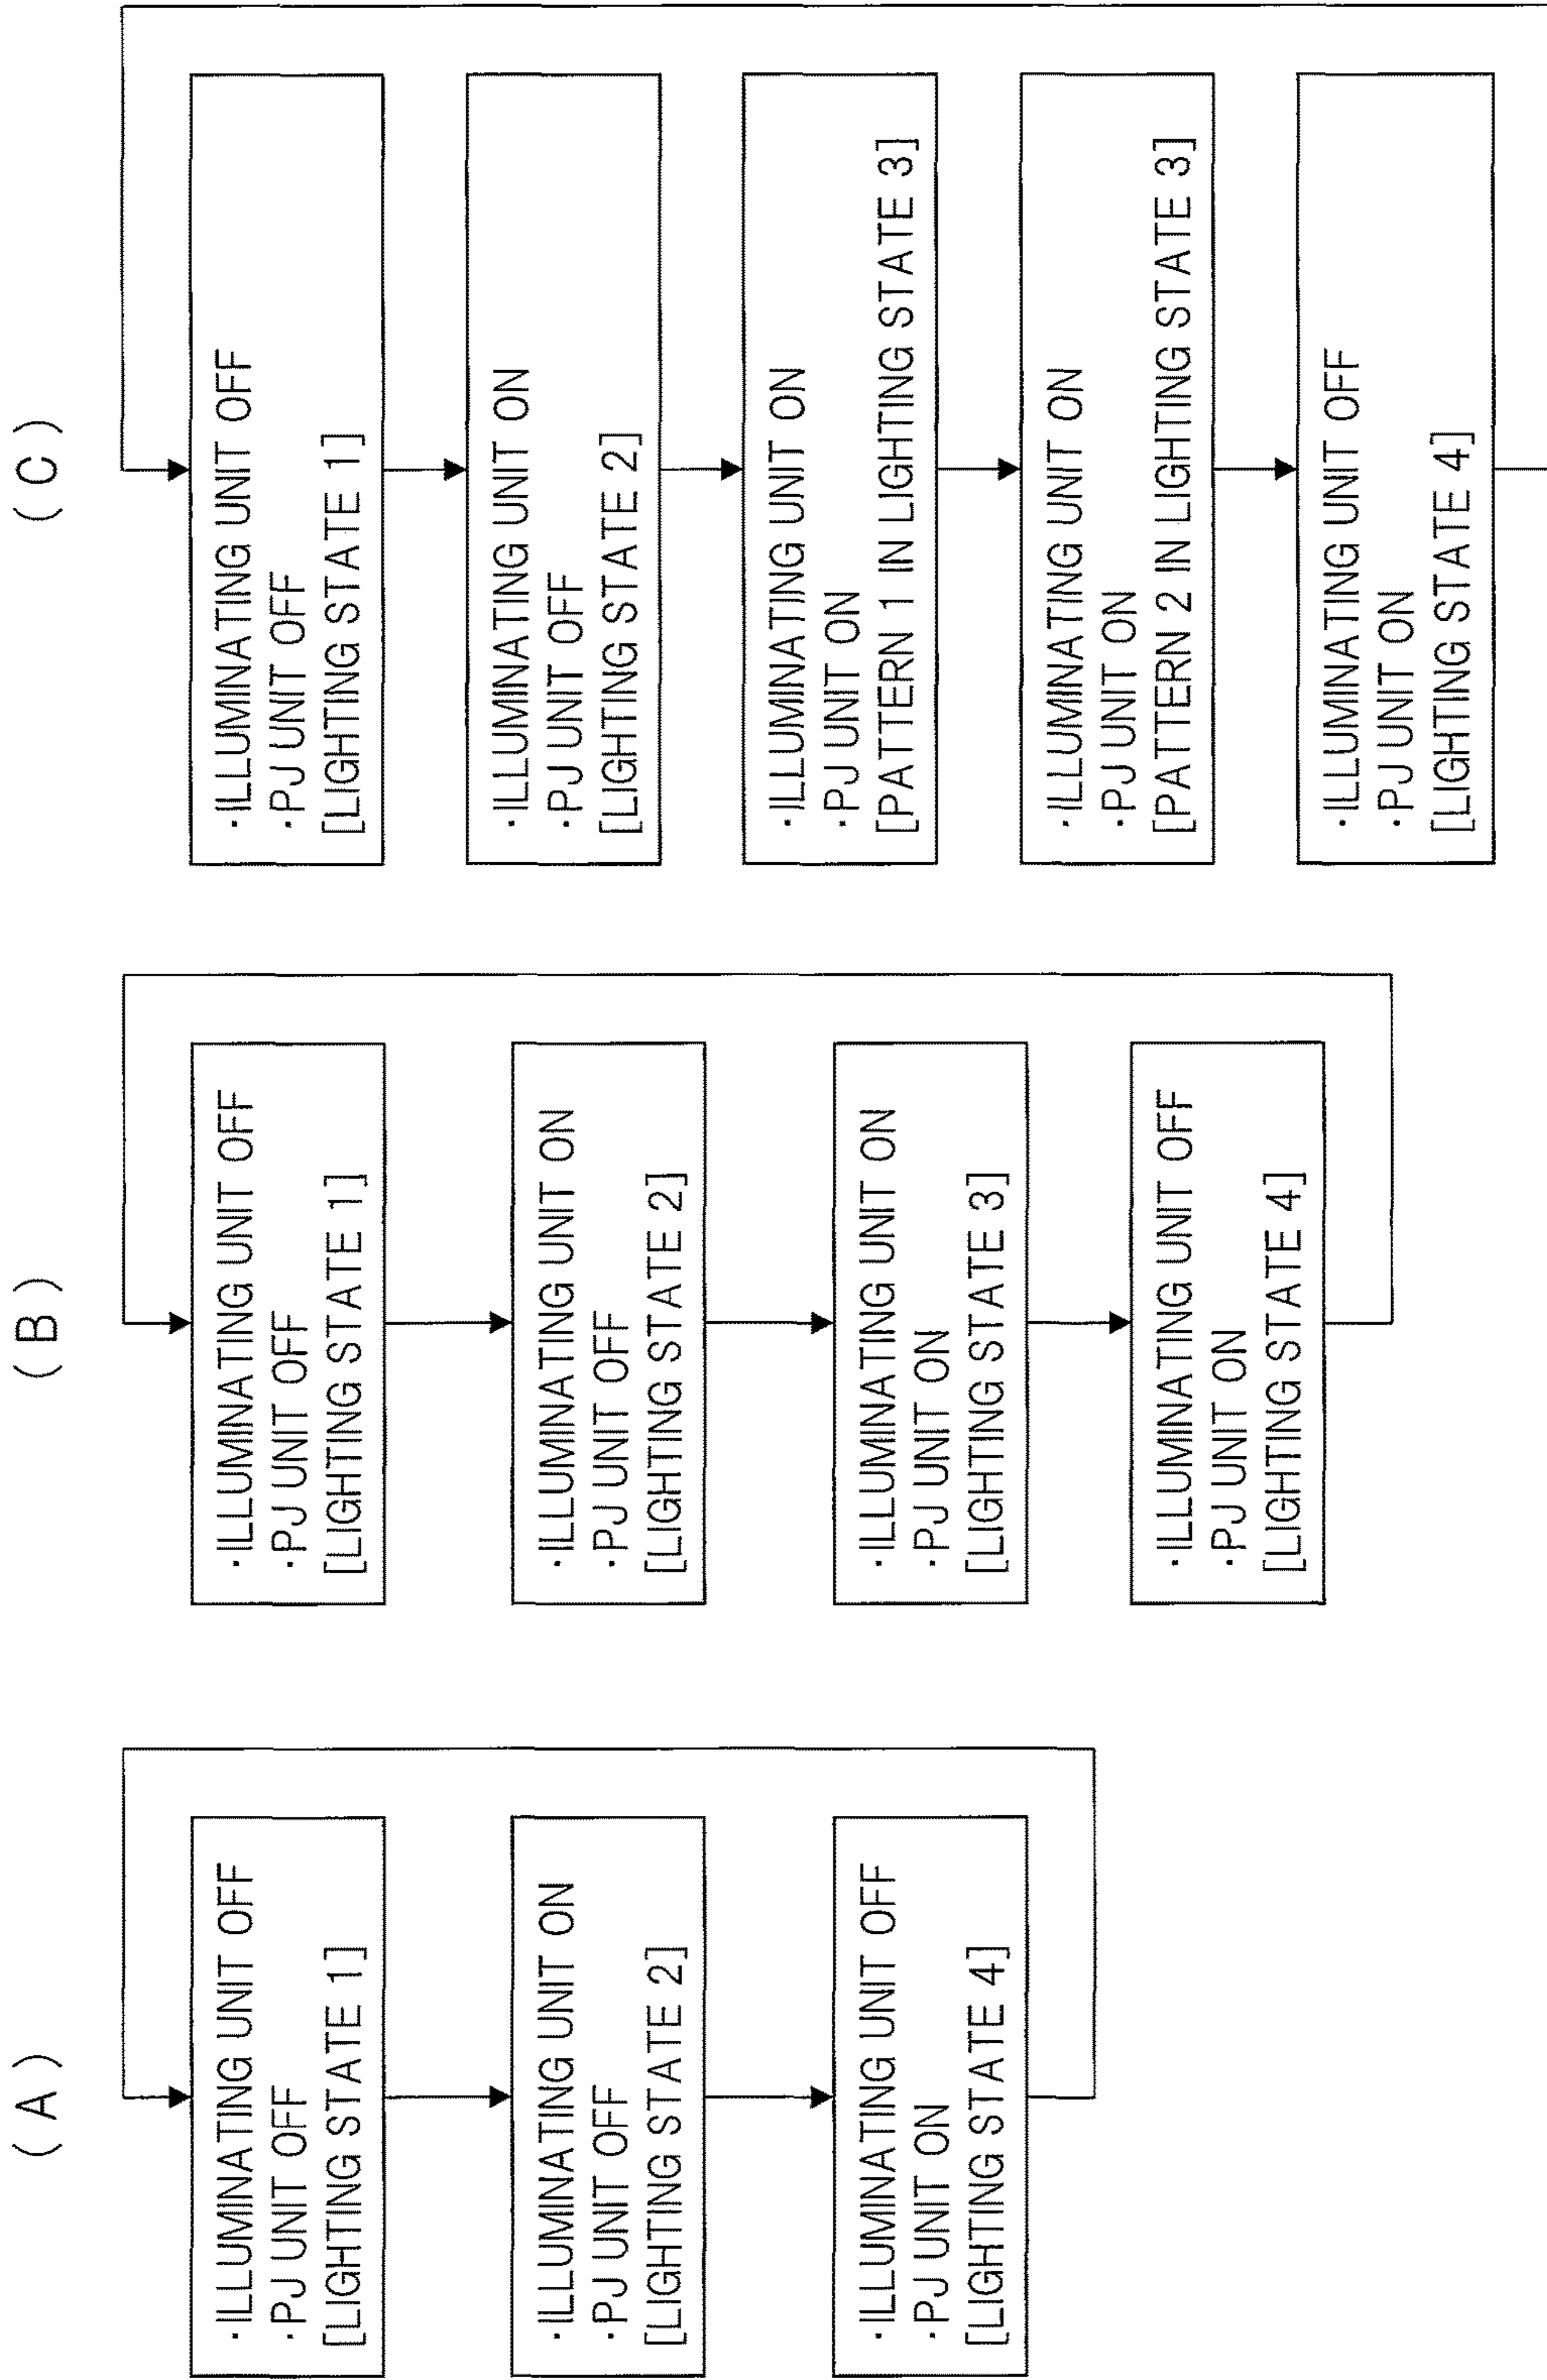 (A)
·ILLUMINATING UNIT OFF
·PJ UNIT OFF
[LIGHTING STATE 1]
·ILLUMINATING UNIT ON
·PJ UNIT OFF
[LIGHTING STATE 2]
·ILLUMINATING UNIT OFF
·PJ UNIT ON
[LIGHTING STATE 4]
(B)
·ILLUMINATING UNIT OFF
·PJ UNIT OFF
[LIGHTING STATE 1]
·ILLUMINATING UNIT ON
·PJ UNIT OFF
[LIGHTING STATE 2]
·ILLUMINATING UNIT ON
·PJ UNIT ON
[LIGHTING STATE 3]
·ILLUMINATING UNIT OFF
·PJ UNIT ON
[LIGHTING STATE 4]
(C)
·ILLUMINATING UNIT OFF
·PJ UNIT OFF
[LIGHTING STATE 1]
·ILLUMINATING UNIT ON
·PJ UNIT OFF
[LIGHTING STATE 2]
·ILLUMINATING UNIT ON
·PJ UNIT ON
[PATTERN 1 IN LIGHTING STATE 3]
·ILLUMINATING UNIT ON
·PJ UNIT ON
[PATTERN 2 IN LIGHTING STATE 3]
·ILLUMINATING UNIT OFF
·PJ UNIT ON
[LIGHTING STATE 4]